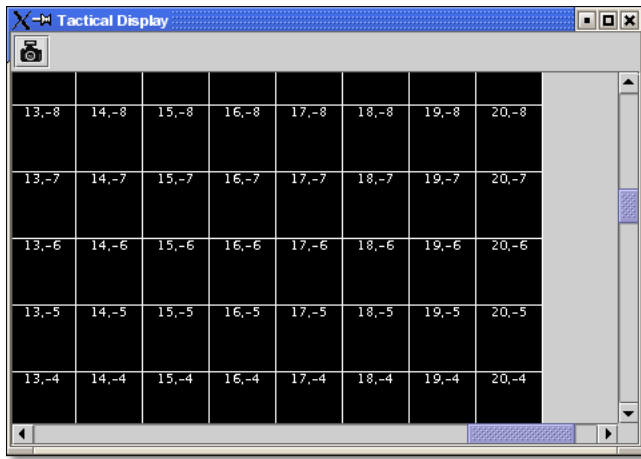 Tactical Display
13,-8 14,-8 15,-8 16,-8 17,-8 18,-8 19,-8 20,-8
13,-7 14,-7 15,-7 16,-7 17,-7 18,-7 19,-7 20,-7
13,-6 14,-6 15,-6 16,-6 17,-6 18,-6 19,-6 20,-6
13,-5 14,-5 15,-5 16,-5 17,-5 18,-5 19,-5 20,-5
13,-4 14,-4 15,-4 16,-4 17,-4 18,-4 19,-4 20,-4